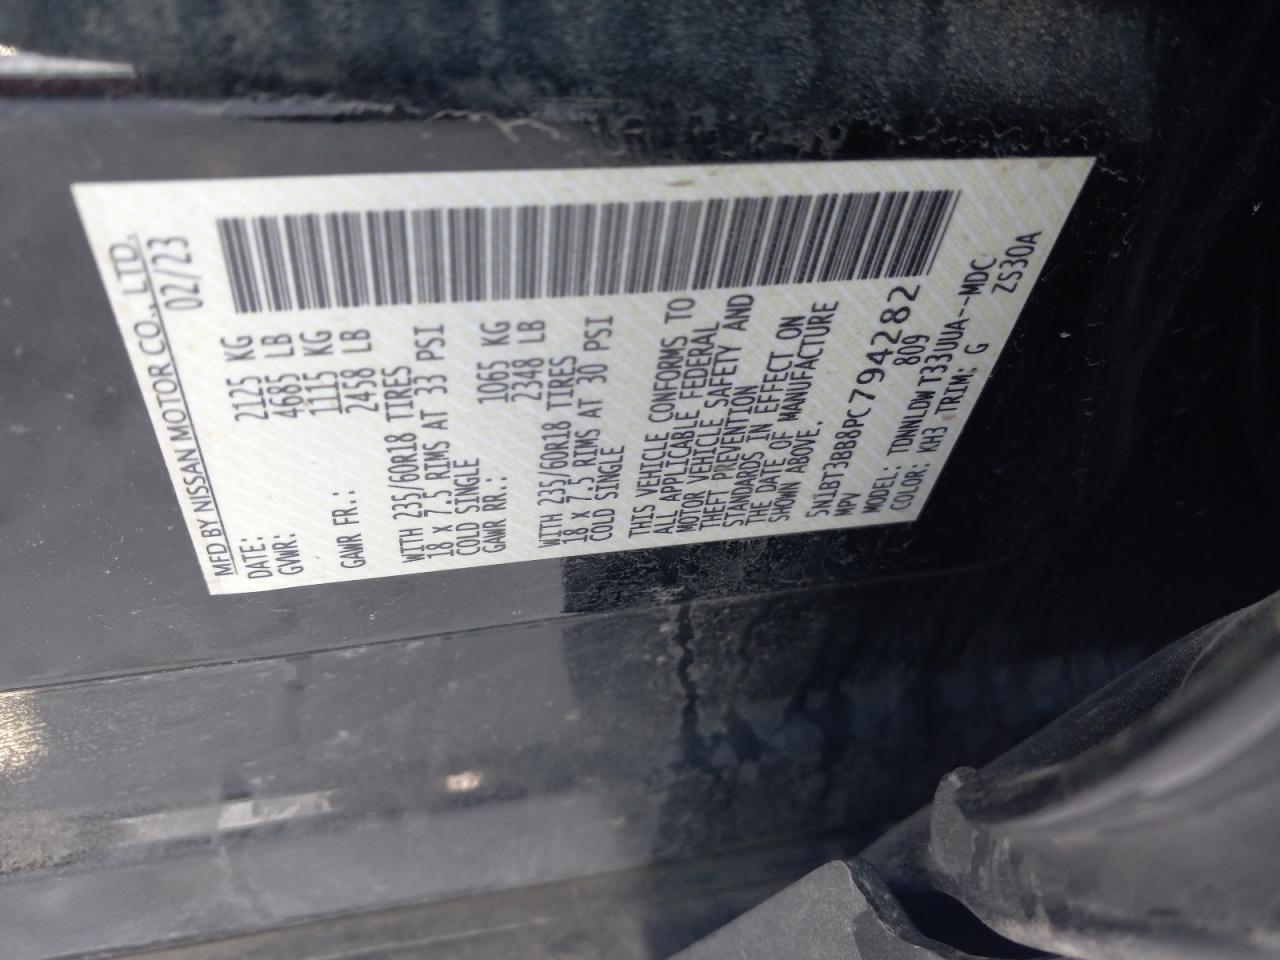 MFD BY NISSAN MOTOR CO., LTD.
DATE: 02/23
GVWR: 2125 KG
4685 LB
GAWR FR.: 1115 KG
2458 LB
WITH 235/60R18 TIRES
18 X 7.5 RIMS AT 33 PSI
COLD SINGLE
GAWR RR.: 1065 KG
2348 LB
WITH 235/60R18 TIRES
18 X 7.5 RIMS AT 30 PSI
COLD SINGLE
THIS VEHICLE CONFORMS TO
ALL APPLICABLE FEDERAL
MOTOR VEHICLE SAFETY AND
THEFT PREVENTION
STANDARDS IN EFFECT ON
THE DATE OF MANUFACTURE
SHOWN ABOVE.
5N1BT3BB8PC794282
MPV 809
MODEL: TDNNLDWT33UUA--MDC
COLOR: KH3 TRIM: G ZS30A